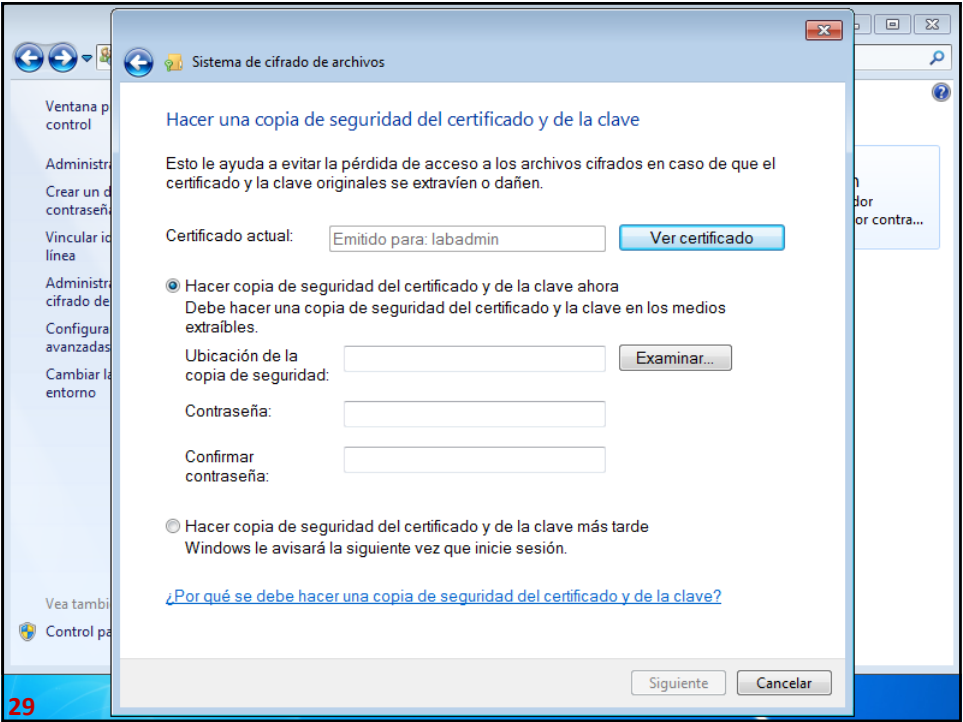 Sistema de cifrado de archivos
Ventana p
control
Administra
Crear un d
contraseña
Vincular id
línea
Administra
cifrado de
Configura
avanzadas
Cambiar la
entorno
Vea tambi
Control pa
Hacer una copia de seguridad del certificado y de la clave
Esto le ayuda a evitar la pérdida de acceso a los archivos cifrados en caso de que el
certificado y la clave originales se extravíen o dañen.
Certificado actual:
Emitido para: labadmin
Ver certificado
Hacer copia de seguridad del certificado y de la clave ahora
Debe hacer una copia de seguridad del certificado y la clave en los medios
extraíbles.
Ubicación de la
copia de seguridad:
Examinar...
Contraseña:
Confirmar
contraseña:
Hacer copia de seguridad del certificado y de la clave más tarde
Windows le avisará la siguiente vez que inicie sesión.
¿Por qué se debe hacer una copia de seguridad del certificado y de la clave?
Siguiente
Cancelar
dor
or contra...
29